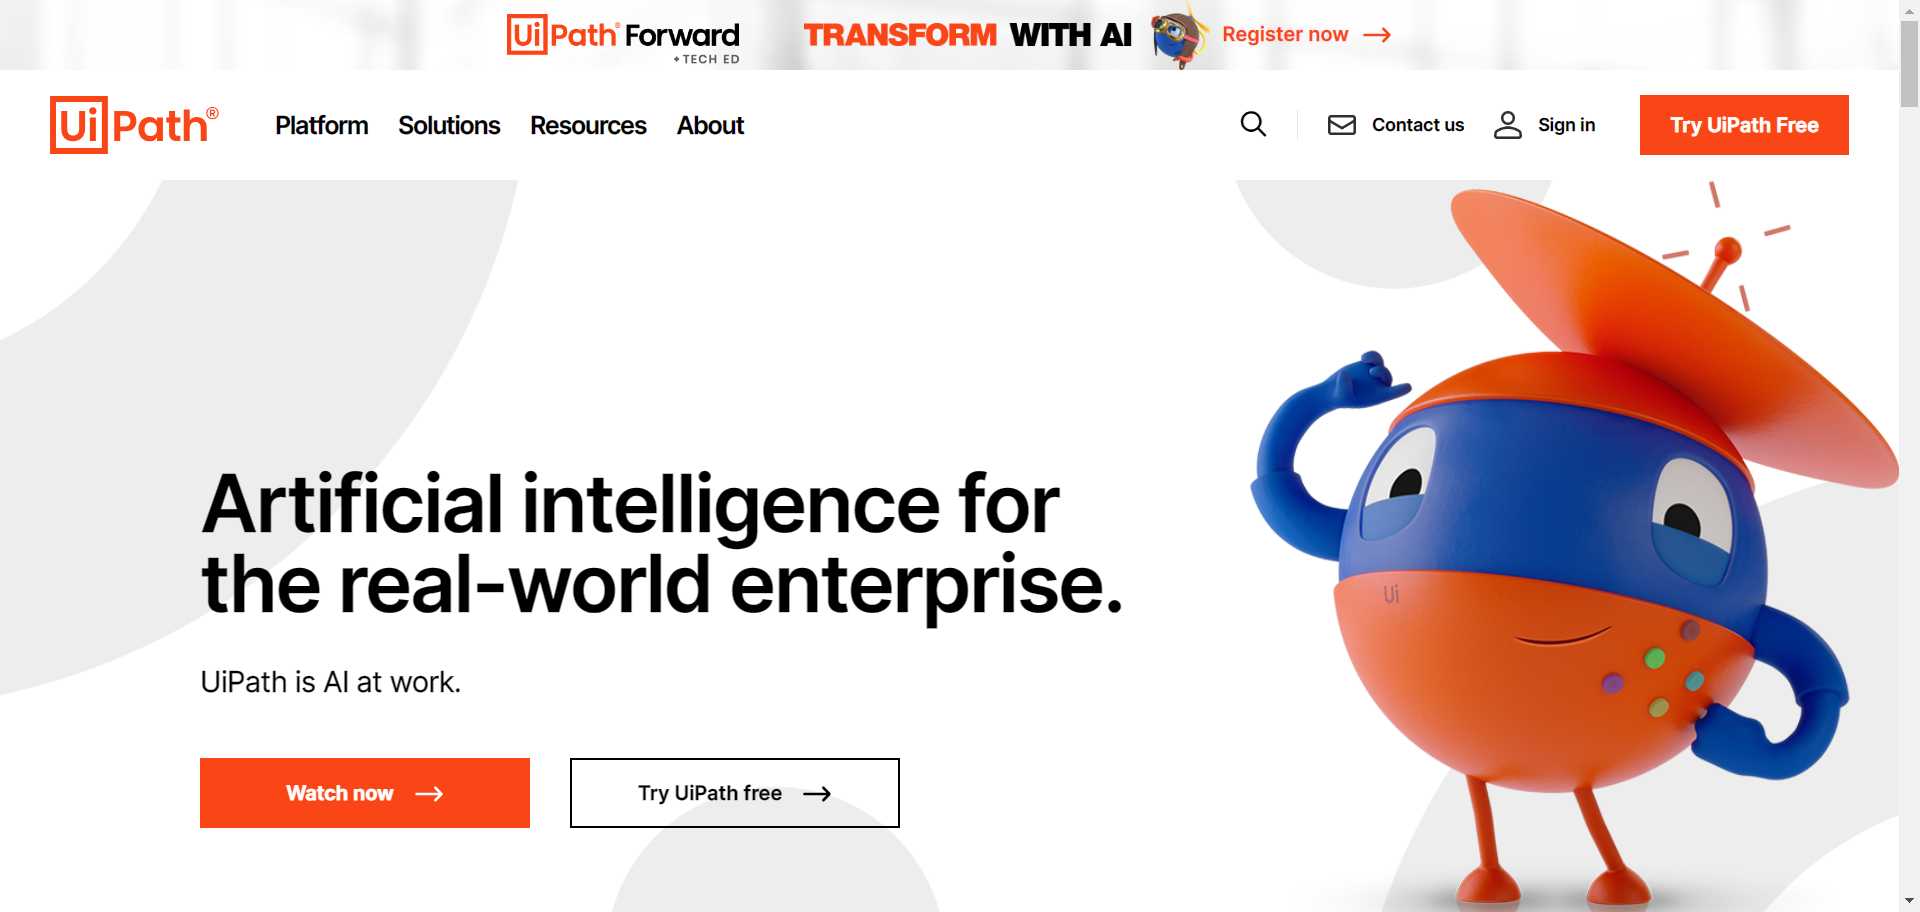 UiPath® Forward
+ TECH ED
TRANSFORM WITH AI
Register now
UiPath®
Platform
Solutions
Resources
About
Contact us
Sign in
Try UiPath Free
Artificial intelligence for
the real-world enterprise.
UiPath is AI at work.
Watch now
Try UiPath free
Ui